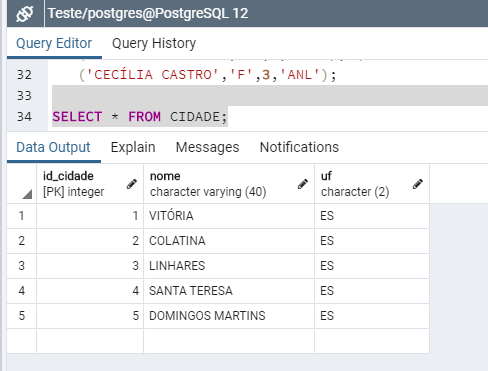 Teste/postgres@PostgreSQL 12
Query Editor Query History
32 ('CECÍLIA CASTRO','F',3,'ANL');
33
34 SELECT * FROM CIDADE;
Data Output Explain Messages Notifications
id_cidade nome uf
[PK] integer character varying (40) character (2)
1 1 VITÓRIA ES
2 2 COLATINA ES
3 3 LINHARES ES
4 4 SANTA TERESA ES
5 5 DOMINGOS MARTINS ES